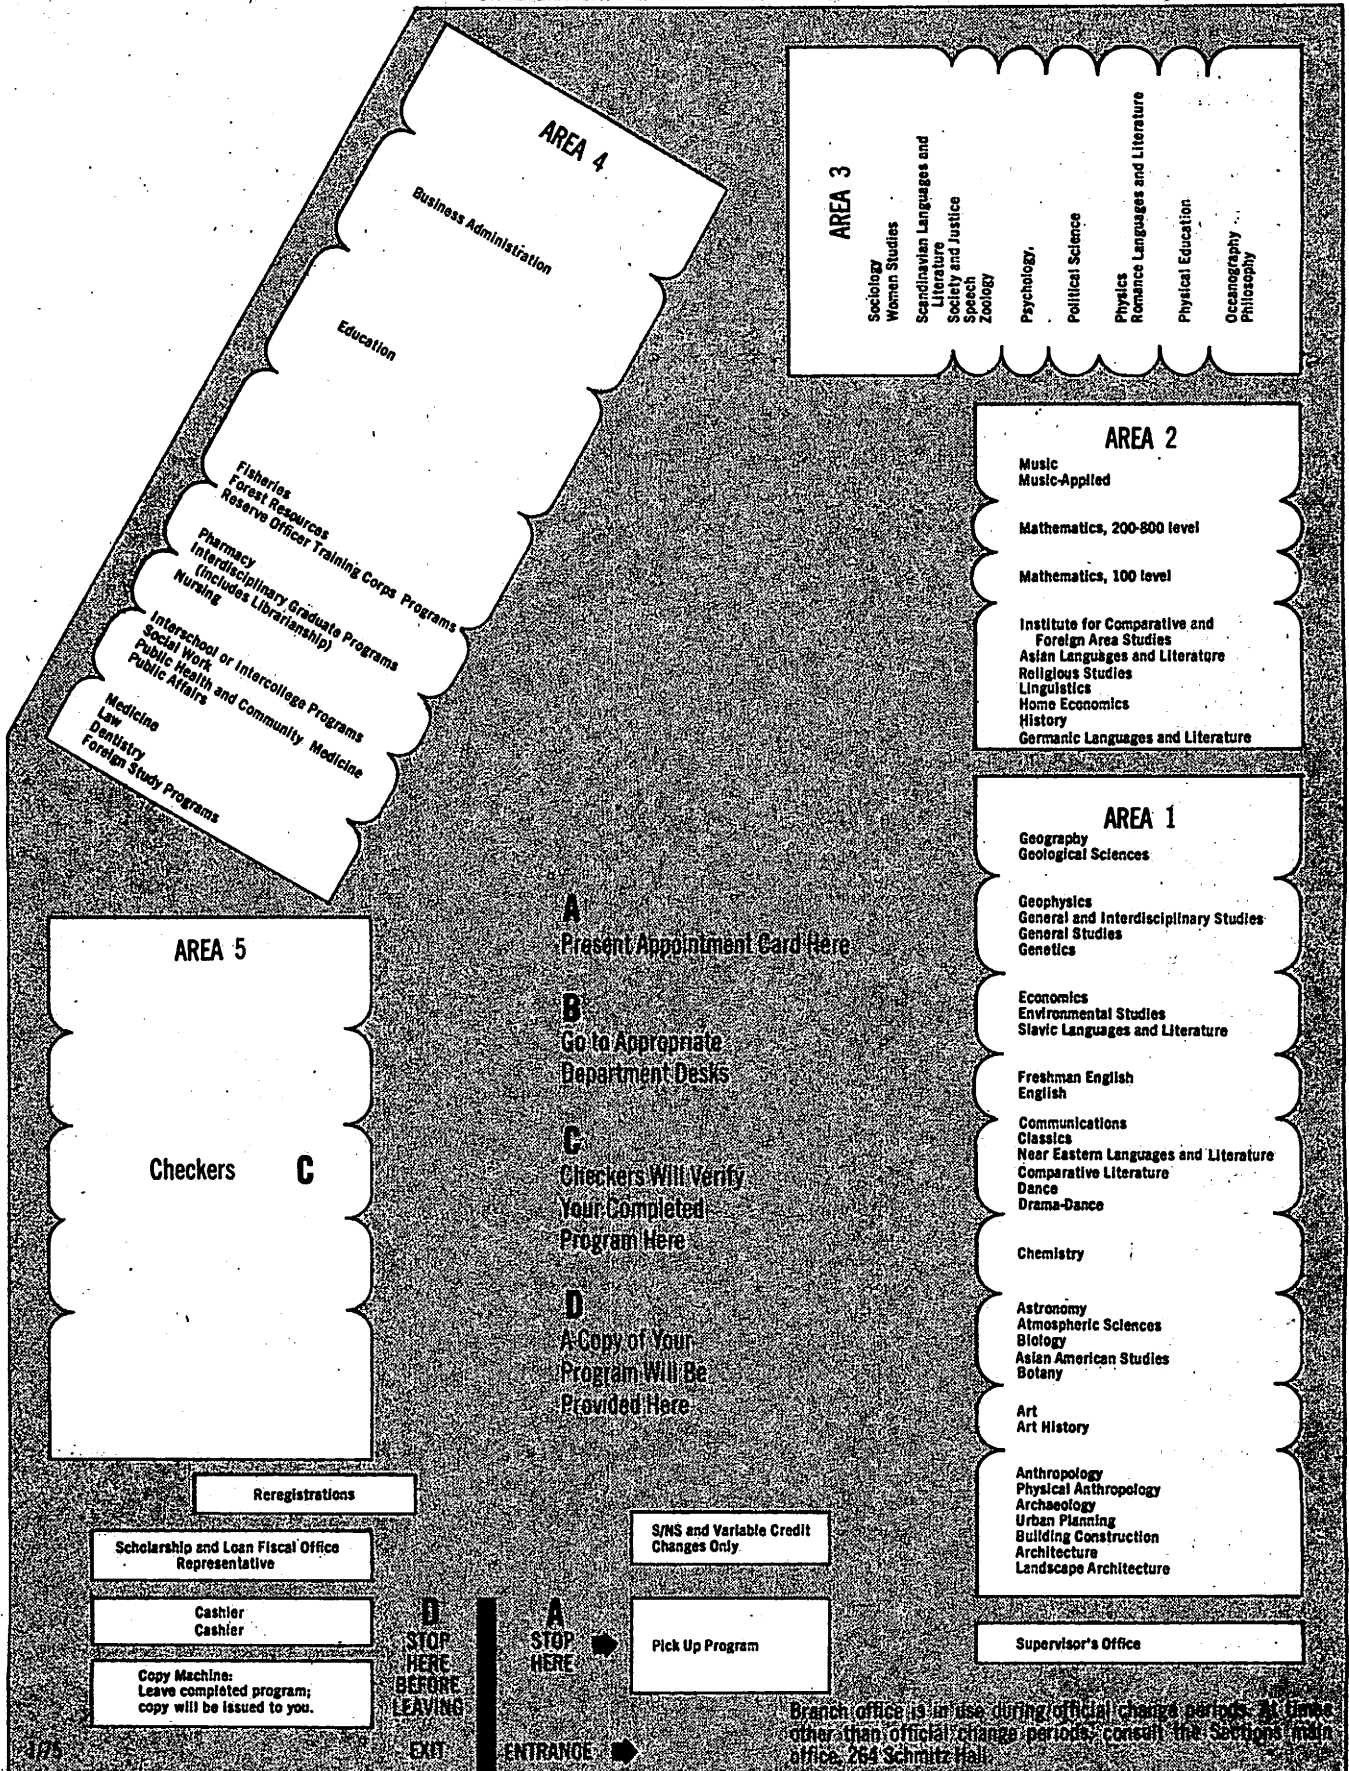 AREA 4
Business Administration
Education
Fisheries
Forest Resources
Reserve Officer Training Corps Programs
Pharmacy
Interdisciplinary Graduate Programs
(Includes Librarianship)
Nursing
Interschool or Intercollege Programs
Social Work
Public Health and Community Medicine
Public Affairs
Medicine
Law
Dentistry
Foreign Study Programs
AREA 3
Sociology
Women Studies
Scandinavian Languages and
Literature
Society and Justice
Speech
Zoology
Psychology,
Political Science
Physics
Romance Languages and Literature
Physical Education
Oceanography
Philosophy
AREA 2
Music
Music-Applied
Mathematics, 200-800 level
Mathematics, 100 level
Institute for Comparative and
Foreign Area Studies
Asian Languages and Literature
Religious Studies
Linguistics
Home Economics
History
Germanic Languages and Literature
AREA 1
Geography
Geological Sciences
Geophysics
General and Interdisciplinary Studies
General Studies
Genetics
Economics
Environmental Studies
Slavic Languages and Literature
Freshman English
English
Communications
Classics
Near Eastern Languages and Literature
Comparative Literature
Dance
Drama-Dance
Chemistry
Astronomy
Atmospheric Sciences
Biology
Asian American Studies
Botany
Art
Art History
Anthropology
Physical Anthropology
Archaeology
Urban Planning
Building Construction
Architecture
Landscape Architecture
Supervisor's Office
A
Present Appointment Card Here
B
Go to Appropriate
Department Desks
C
Checkers Will Verify
Your Completed
Program Here
D
A Copy of Your
Program Will Be
Provided Here
AREA 5
Checkers C
Reregistrations
Scholarship and Loan Fiscal Office
Representative
Cashier
Cashier
Copy Machine:
Leave completed program;
copy will be issued to you.
D
STOP
HERE
BEFORE
LEAVING
EXIT
A
STOP
HERE
ENTRANCE
S/NS and Variable Credit
Changes Only
Pick Up Program
Branch office is in use during official change periods. At times
other than official change periods, consult the Sections main
office, 264 Schmitz Hall.
1/75